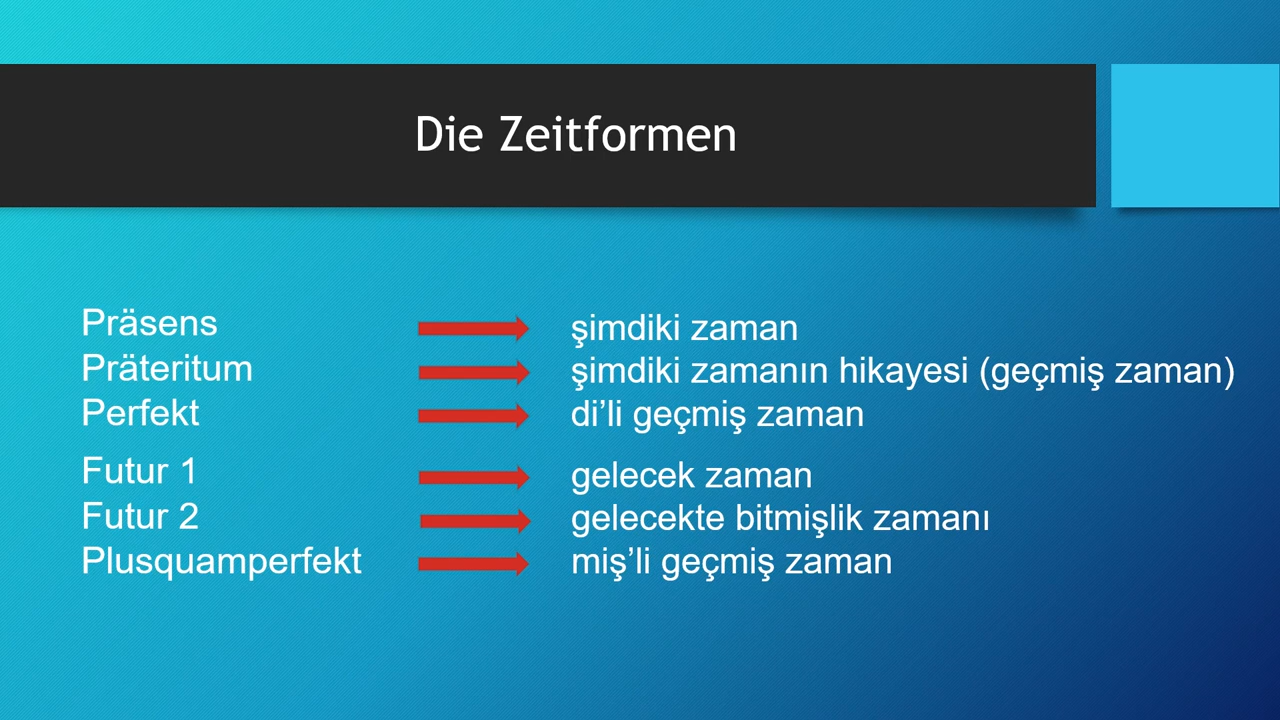 Die Zeitformen
Präsens şimdiki zaman
Präteritum şimdiki zamanın hikayesi (geçmiş zaman)
Perfekt di’li geçmiş zaman
Futur 1 gelecek zaman
Futur 2 gelecekte bitmişlik zamanı
Plusquamperfekt miş’li geçmiş zaman